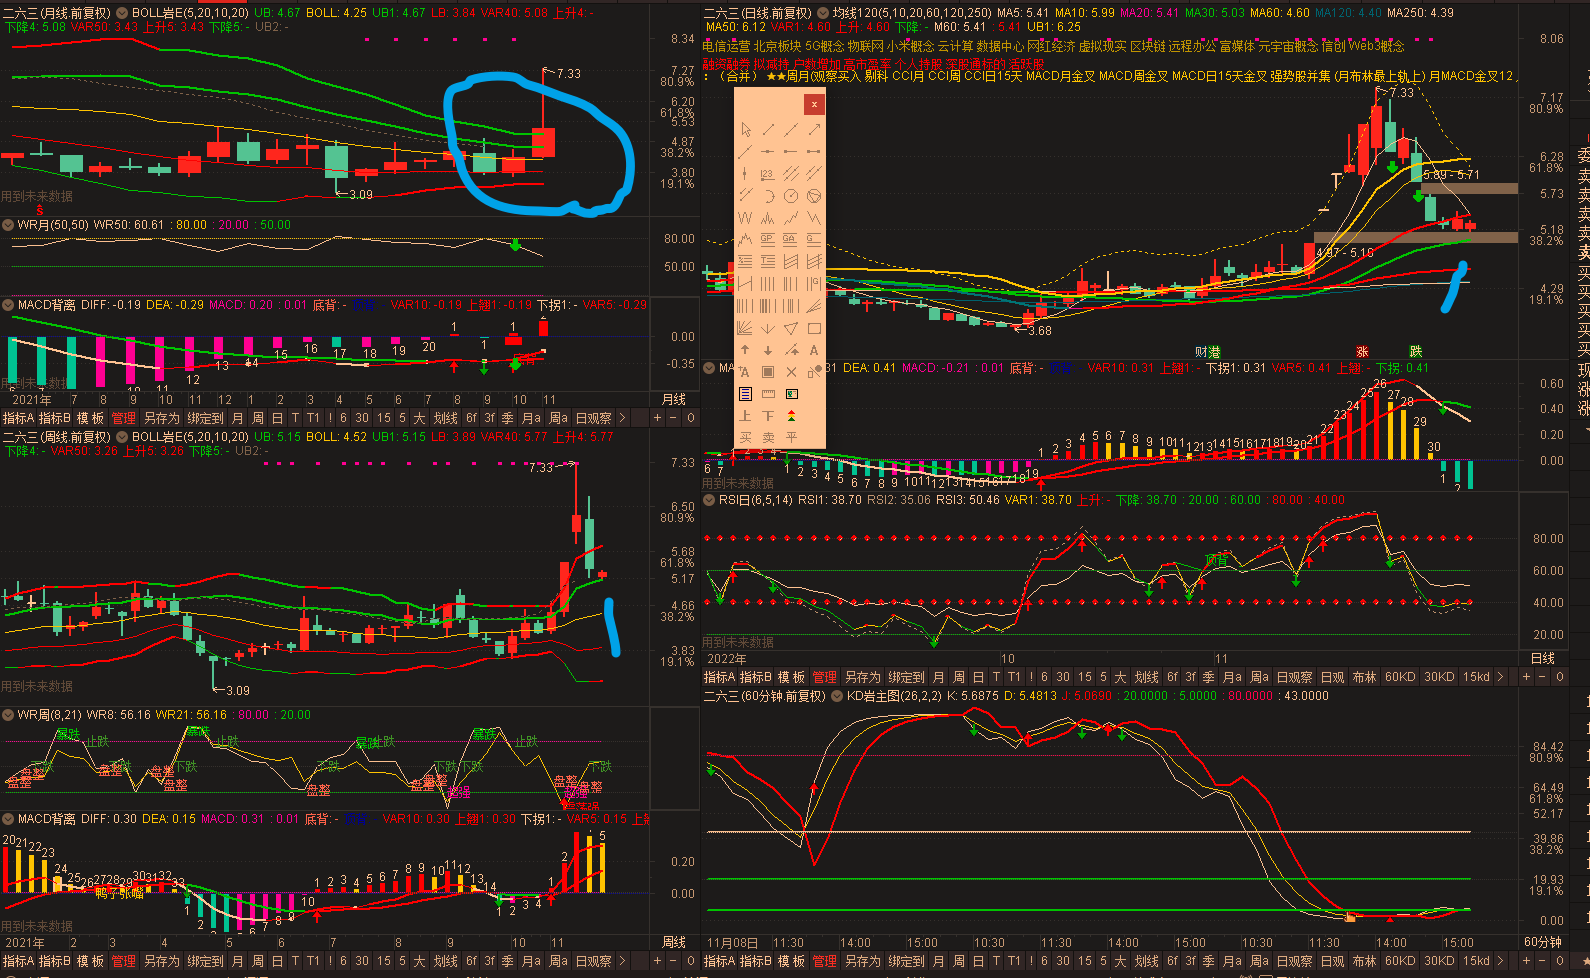 二六三(月线.前复权) BOLL岩E(5,20,10,20) UB: 4.67 BOLL: 4.25 UB1: 4.67 LB: 3.84 VAR40: 5.08 上升4: -
下降4: 5.08 VAR50: 3.43 上升5: 3.43 下降5: - UB2: -
8.34
7.27
80.9%
6.20
61.8%
5.53
4.87
38.2%
3.80
19.1%
7.33
3.09
用到未来数据
$
WR月(50,50) WR50: 60.61 : 80.00 : 20.00 : 50.00
80.00
50.00
MACD背离 DIFF: -0.19 DEA: -0.29 MACD: 0.20 : 0.01 底背: - VAR10: -0.19 上翘1: -0.19 下拐1: - VAR5: -0.29
0.00
-0.35
6 7 8 9 10 11 12 13 14 15 16 17 18 19 20 1 1 1
用到未来数据
2021年 7 8 9 10 11 12 1 2 3 4 5 6 7 8 9 10 11 月线
指标A 指标B 模 板 管理 另存为 绑定到 月 周 日 T T1 ! 6 30 15 5 大 划线 6f 3f 季 月a 周a 日观察 > + − 0
二六三(周线.前复权) BOLL岩E(5,20,10,20) UB: 5.15 BOLL: 4.52 UB1: 5.15 LB: 3.89 VAR40: 5.77 上升4: 5.77
下降4: - VAR50: 3.26 上升5: 3.26 下降5: - UB2: -
7.33
7.33
6.50
80.9%
5.68
61.8%
5.17
4.66
38.2%
3.83
19.1%
3.09
用到未来数据
WR周(8,21) WR8: 56.16 WR21: 56.16 : 80.00 : 20.00
暴跌 止跌 暴跌 止跌 暴跌 止跌 暴跌 止跌
下跌 下跌 下跌 下跌 下跌
盘整 盘整 盘整 盘整 盘整 盘整 盘整 盘整
MACD背离 DIFF: 0.30 DEA: 0.15 MACD: 0.31 : 0.01 底背: - VAR10: 0.30 上翘1: 0.30 下拐1: - VAR5: 0.15
20 21 22 23 24 25 26 27 28 29 30 31 32 33
鸭子张嘴
0.20
0.00
用到未来数据
2021年 2 3 4 5 6 7 8 9 10 11 周线
指标A 指标B 模 板 管理 另存为 绑定到 月 周 日 T T1 ! 6 30 15 5 大 划线 6f 3f 季 月a 周a 日观察 > + − 0
二六三(日线.前复权) 均线120(5,10,20,60,120,250) MA5: 5.41 MA10: 5.99 MA20: 5.41 MA30: 5.03 MA60: 4.60 MA120: 4.40 MA250: 4.39
MA50: 6.12 VAR1: 4.60 上升: 4.60 下降: - M60: 5.41 : 5.41 UB1: 6.25
电信运营 北京板块 5G概念 物联网 小米概念 云计算 数据中心 网红经济 虚拟现实 区块链 远程办公 富媒体 元宇宙概念 信创 Web3概念
融资融券 拟减持 户数增加 高市盈率 个人持股 深股通标的 活跃股
: （合并） ★★周月(观察买入 剔科 CCI月 CCI周 CCI日15天 MACD月金叉 MACD周金叉 MACD日15天金叉 强势股并集 (月布林最上轨上) 月MACD金叉12
8.06
7.17
80.9%
6.28
61.8%
5.73
5.18
38.2%
4.29
19.1%
7.33
5.89 - 5.71
4.97 - 5.10
3.68
财 港 涨 跌
买 卖 平
DEA: 0.41 MACD: -0.21 : 0.01 底背: - VAR10: 0.31 上翘1: - 下拐1: 0.31 VAR5: 0.41 上翘: - 下拐: 0.41
0.60
0.40
0.20
0.00
用到未来数据
RSI日(6,5,14) RSI1: 38.70 RSI2: 35.06 RSI3: 50.46 VAR1: 38.70 上升: - 下降: 38.70 : 20.00 : 60.00 : 80.00 : 40.00
80.00
60.00
40.00
20.00
顶背
用到未来数据
2022年 10 11 日线
指标A 指标B 模 板 管理 另存为 绑定到 月 周 日 T T1 ! 6 30 15 5 大 划线 6f 3f 季 月a 周a 日观察 日观 布林 60KD 30KD 15kd > + − 0
二六三(60分钟.前复权) KD岩主图(26,2,2) K: 5.6875 D: 5.4813 J: 5.0690 : 20.0000 : 5.0000 : 80.0000 : 43.0000
84.42
80.9%
64.49
61.8%
52.17
39.86
38.2%
19.93
19.1%
0.00
11月08日 11:30 14:00 15:00 10:30 11:30 14:00 15:00 10:30 11:30 14:00 15:00 60分钟
指标A 指标B 模 板 管理 另存为 绑定到 月 周 日 T T1 ! 6 30 15 5 大 划线 6f 3f 季 月a 周a 日观察 日观 布林 60KD 30KD 15kd > + − 0